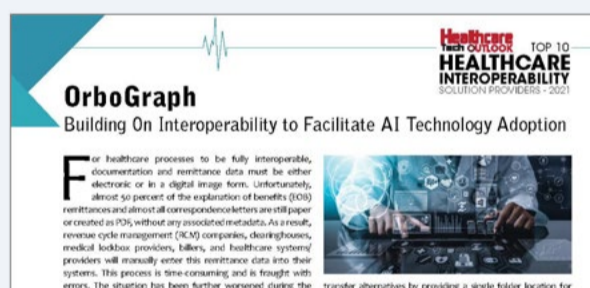 Healthcare
Tech OUTLOOK TOP 10
HEALTHCARE
INTEROPERABILITY
SOLUTION PROVIDERS - 2021
OrboGraph
Building On Interoperability to Facilitate AI Technology Adoption
For healthcare processes to be fully interoperable,
documentation and remittance data must be either
electronic or in a digital image form. Unfortunately,
almost 50 percent of the explanation of benefits (EOB)
remittances and almost all correspondence letters are still paper
or created as PDF, without any associated metadata. As a result,
revenue cycle management (RCM) companies, clearinghouses,
medical lockbox providers, billers, and healthcare systems/
providers will manually enter this remittance data into their
systems. This process is time-consuming and is fraught with
errors. The situation has been further worsened during the
transfer alternatives by providing a single folder location for